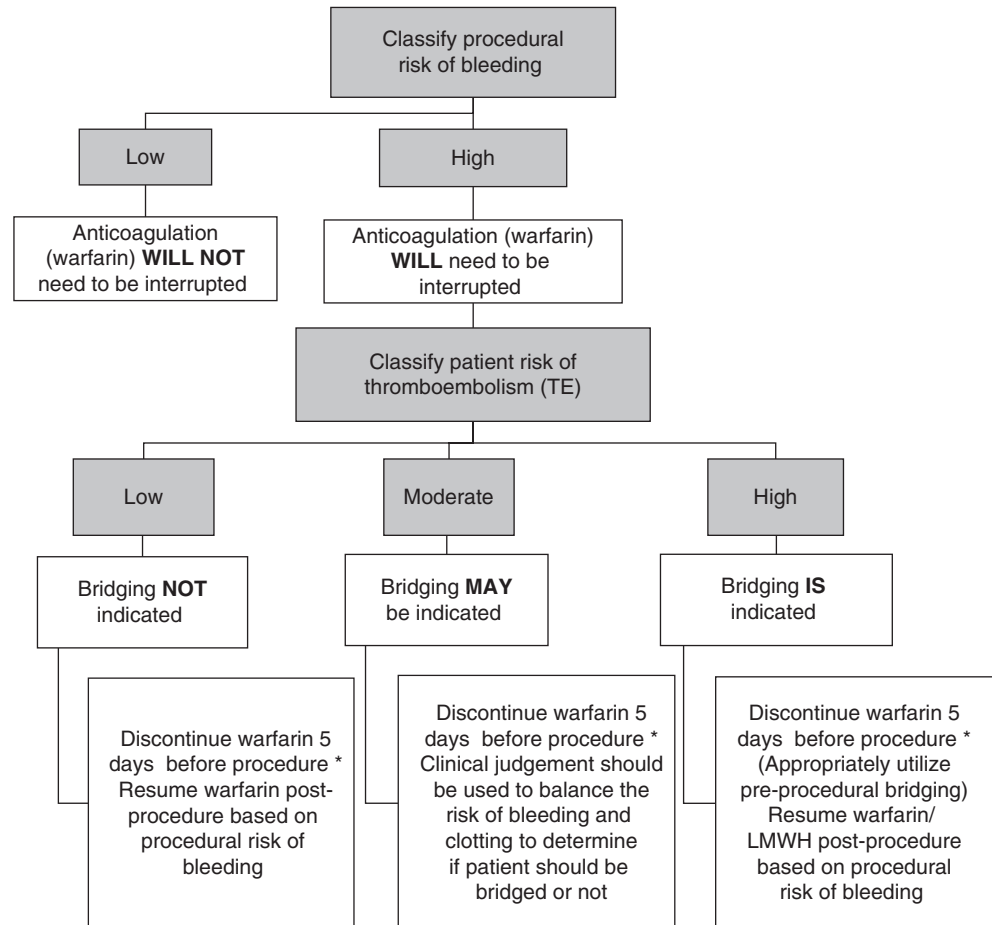 Classify procedural
risk of bleeding
Low
High
Anticoagulation
(warfarin) WILL NOT
need to be interrupted
Anticoagulation (warfarin)
WILL need to be
interrupted
Classify patient risk of
thromboembolism (TE)
Low
Moderate
High
Bridging NOT
indicated
Bridging MAY
be indicated
Bridging IS
indicated
Discontinue warfarin 5
days before procedure *
Resume warfarin post-
procedure based on
procedural risk of
bleeding
Discontinue warfarin 5
days before procedure *
Clinical judgement should
be used to balance the
risk of bleeding and
clotting to determine
if patient should be
bridged or not
Discontinue warfarin 5
days before procedure *
(Appropriately utilize
pre-procedural bridging)
Resume warfarin/
LMWH post-procedure
based on procedural
risk of bleeding